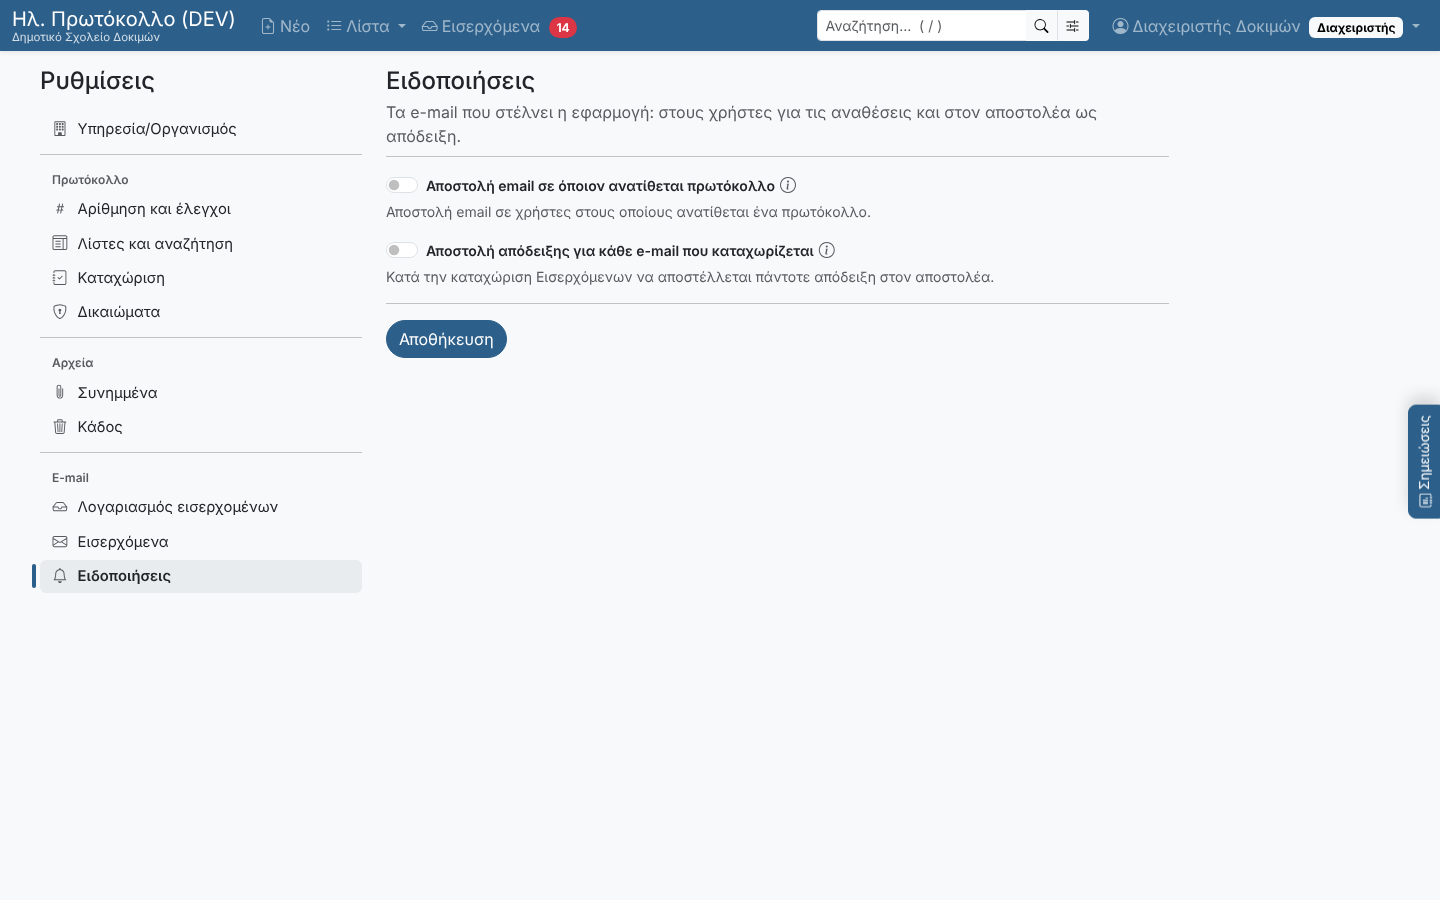 Ηλ. Πρωτόκολλο (DEV)
Δημοτικό Σχολείο Δοκιμών
Νέο
Λίστα
Εισερχόμενα 14
Αναζήτηση... ( / )
Διαχειριστής Δοκιμών Διαχειριστής
Ρυθμίσεις
Υπηρεσία/Οργανισμός
Πρωτόκολλο
# Αρίθμηση και έλεγχοι
Λίστες και αναζήτηση
Καταχώριση
Δικαιώματα
Αρχεία
Συνημμένα
Κάδος
E-mail
Λογαριασμός εισερχομένων
Εισερχόμενα
Ειδοποιήσεις
Ειδοποιήσεις
Τα e-mail που στέλνει η εφαρμογή: στους χρήστες για τις αναθέσεις και στον αποστολέα ως
απόδειξη.
Αποστολή email σε όποιον ανατίθεται πρωτόκολλο
Αποστολή email σε χρήστες στους οποίους ανατίθεται ένα πρωτόκολλο.
Αποστολή απόδειξης για κάθε e-mail που καταχωρίζεται
Κατά την καταχώριση Εισερχόμενων να αποστέλλεται πάντοτε απόδειξη στον αποστολέα.
Αποθήκευση
Σημειώσεις